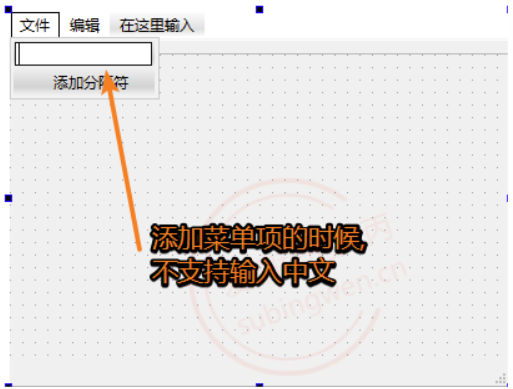 文件 编辑 在这里输入
添加分隔符
添加菜单项的时候,
不支持输入中文
subingwen.cn